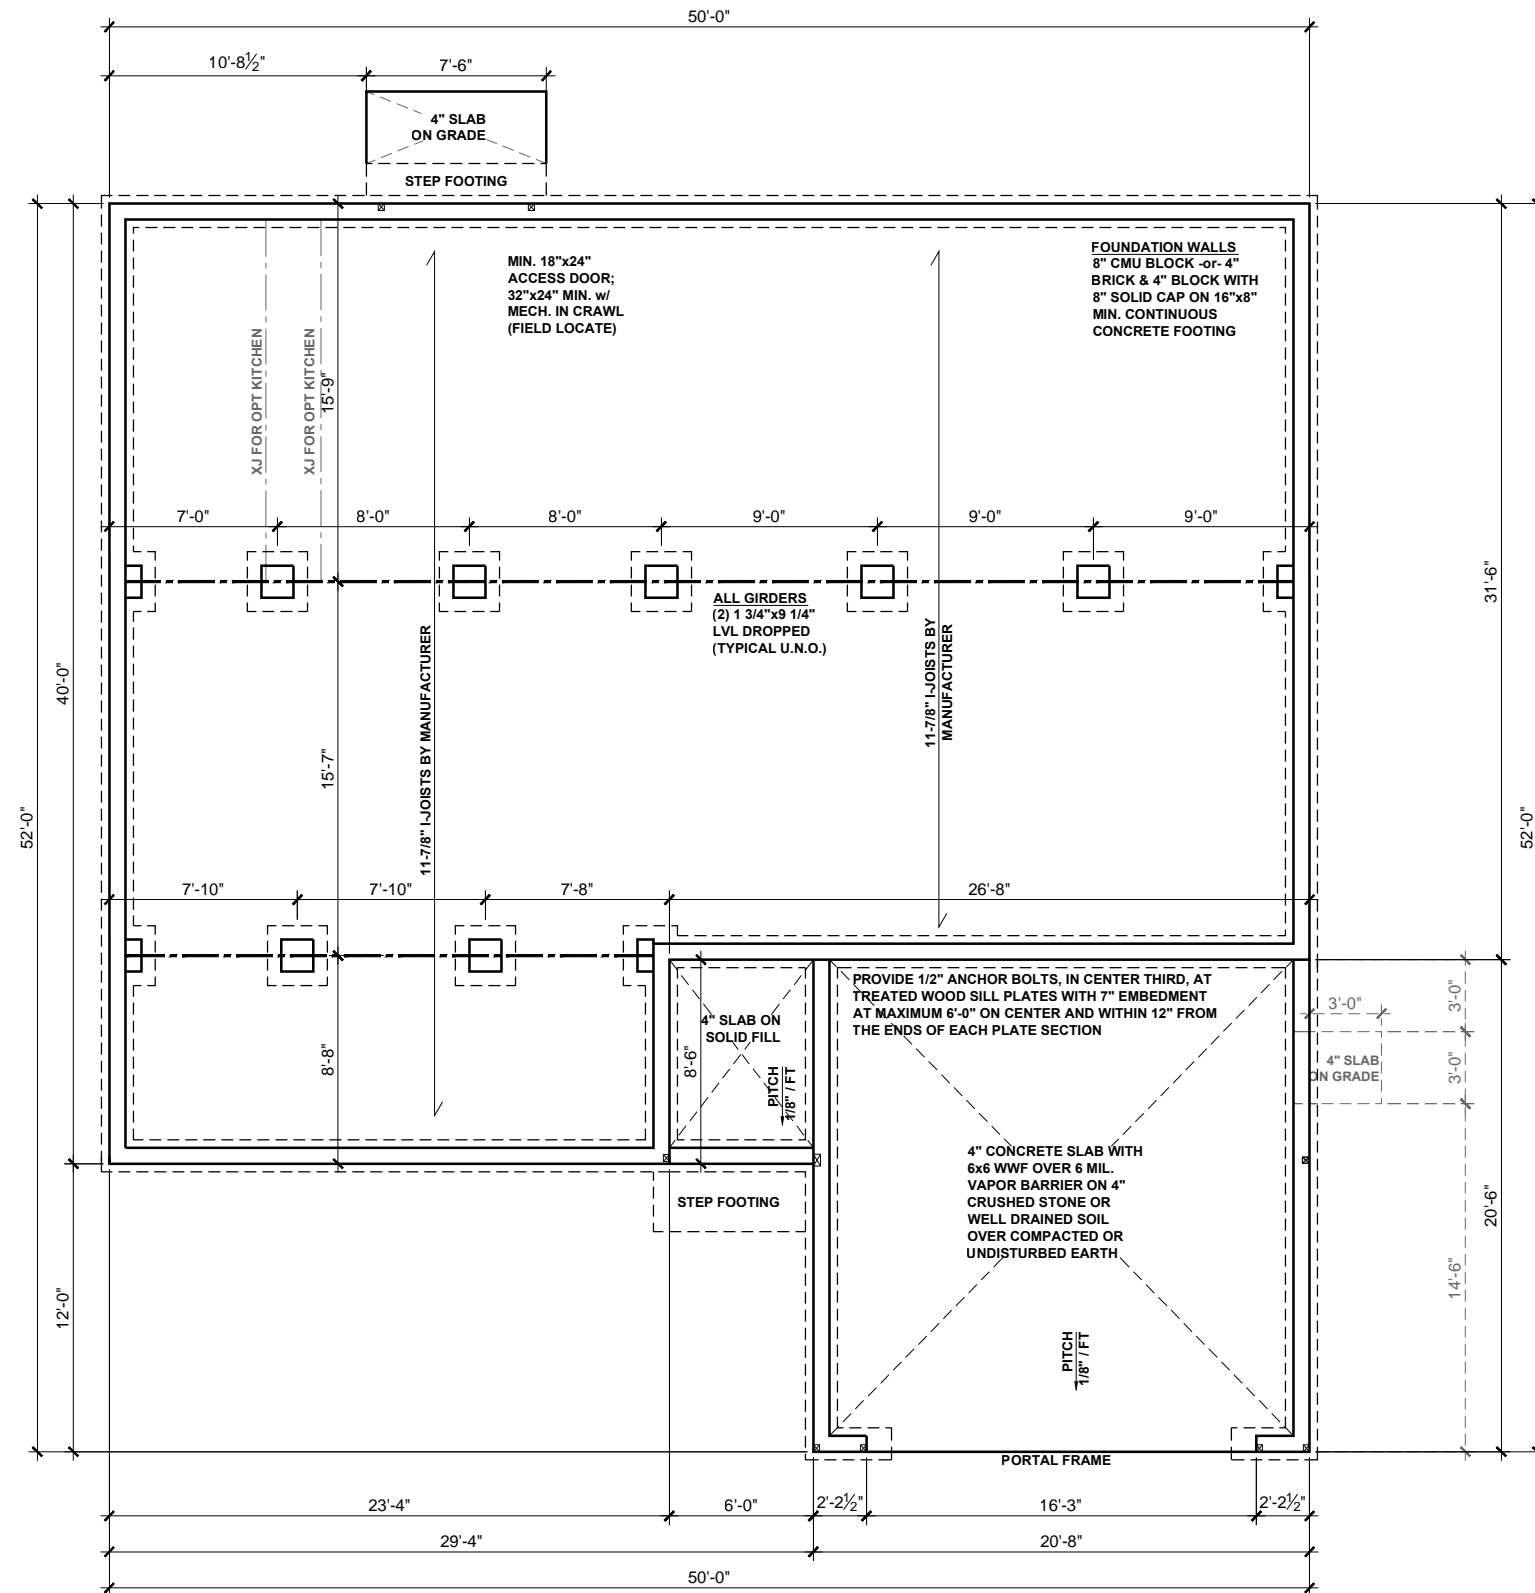 50'-0"
10'-8½"
7'-6"
4" SLAB
ON GRADE
STEP FOOTING
MIN. 18"x24"
ACCESS DOOR;
32"x24" MIN. w/
MECH. IN CRAWL
(FIELD LOCATE)
FOUNDATION WALLS
8" CMU BLOCK -or- 4"
BRICK & 4" BLOCK WITH
8" SOLID CAP ON 16"x8"
MIN. CONTINUOUS
CONCRETE FOOTING
XJ FOR OPT KITCHEN
XJ FOR OPT KITCHEN
15'-9"
7'-0"
8'-0"
8'-0"
9'-0"
9'-0"
9'-0"
ALL GIRDERS
(2) 1 3/4"x9 1/4"
LVL DROPPED
(TYPICAL U.N.O.)
31'-6"
40'-0"
52'-0"
52'-0"
11-7/8" I-JOISTS BY MANUFACTURER
11-7/8" I-JOISTS BY
MANUFACTURER
15'-7"
7'-10"
7'-10"
7'-8"
26'-8"
PROVIDE 1/2" ANCHOR BOLTS, IN CENTER THIRD, AT
TREATED WOOD SILL PLATES WITH 7" EMBEDMENT
AT MAXIMUM 6'-0" ON CENTER AND WITHIN 12" FROM
THE ENDS OF EACH PLATE SECTION
4" SLAB ON
SOLID FILL
8'-8"
8'-6"
PITCH
1/8" / FT
3'-0"
3'-0"
4" SLAB
ON GRADE
3'-0"
4" CONCRETE SLAB WITH
6x6 WWF OVER 6 MIL.
VAPOR BARRIER ON 4"
CRUSHED STONE OR
WELL DRAINED SOIL
OVER COMPACTED OR
UNDISTURBED EARTH
STEP FOOTING
20'-6"
14'-6"
12'-0"
PITCH
1/8" / FT
PORTAL FRAME
23'-4"
6'-0"
2'-2½"
16'-3"
2'-2½"
29'-4"
20'-8"
50'-0"